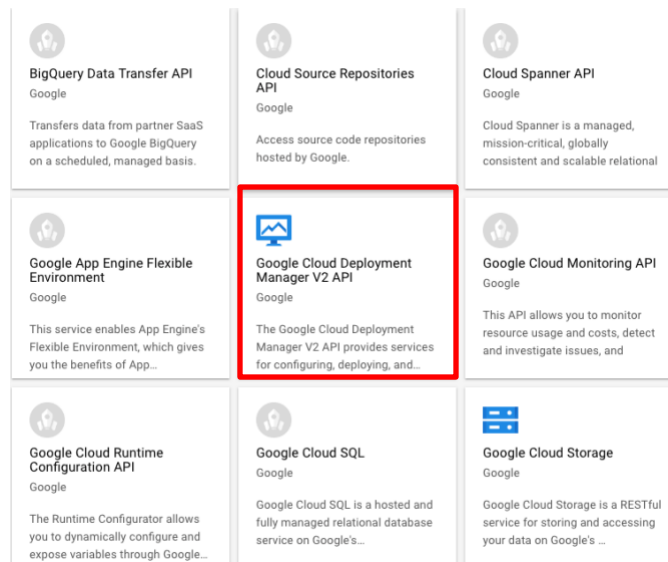 BigQuery Data Transfer API
Google
Transfers data from partner SaaS
applications to Google BigQuery
on a scheduled, managed basis.
Cloud Source Repositories
API
Google
Access source code repositories
hosted by Google.
Cloud Spanner API
Google
Cloud Spanner is a managed,
mission-critical, globally
consistent and scalable relational
Google App Engine Flexible
Environment
Google
This service enables App Engine's
Flexible Environment, which gives
you the benefits of App...
Google Cloud Deployment
Manager V2 API
Google
The Google Cloud Deployment
Manager V2 API provides services
for configuring, deploying, and...
Google Cloud Monitoring API
Google
This API allows you to monitor
resource usage and costs, detect
and investigate issues, and
Google Cloud Runtime
Configuration API
Google
The Runtime Configurator allows
you to dynamically configure and
expose variables through Google...
Google Cloud SQL
Google
Google Cloud SQL is a hosted and
fully managed relational database
service on Google's...
Google Cloud Storage
Google
Google Cloud Storage is a RESTful
service for storing and accessing
your data on Google's ...